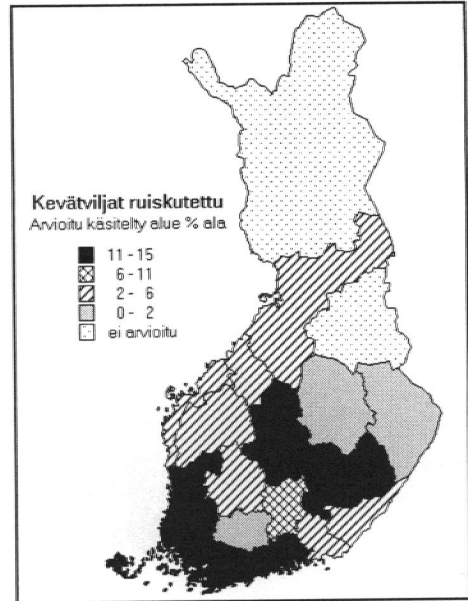 Kevätviljat ruiskutettu
Arvioitu käsitelty alue % ala
11 - 15
6 - 11
2 - 6
0 - 2
ei arvioitu